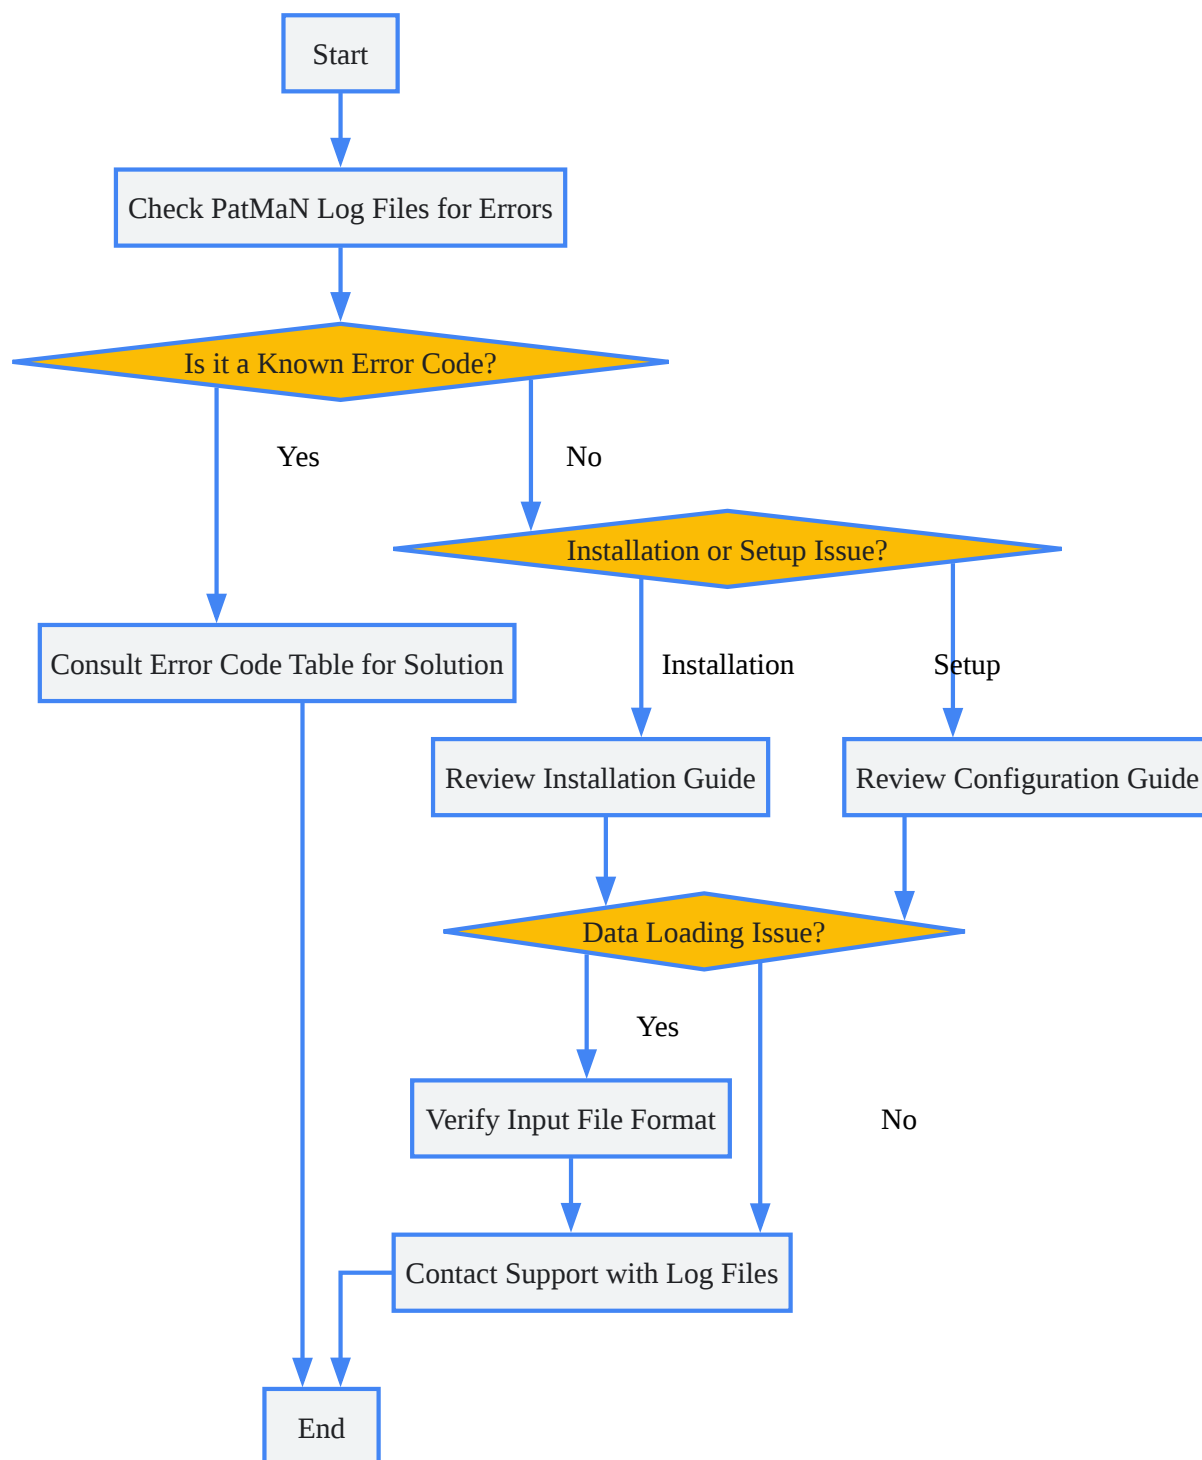 Start
Check PatMaN Log Files for Errors
Is it a Known Error Code?
Yes
No
Installation or Setup Issue?
Consult Error Code Table for Solution
Installation
Setup
Review Installation Guide
Review Configuration Guide
Data Loading Issue?
Yes
Verify Input File Format
No
Contact Support with Log Files
End